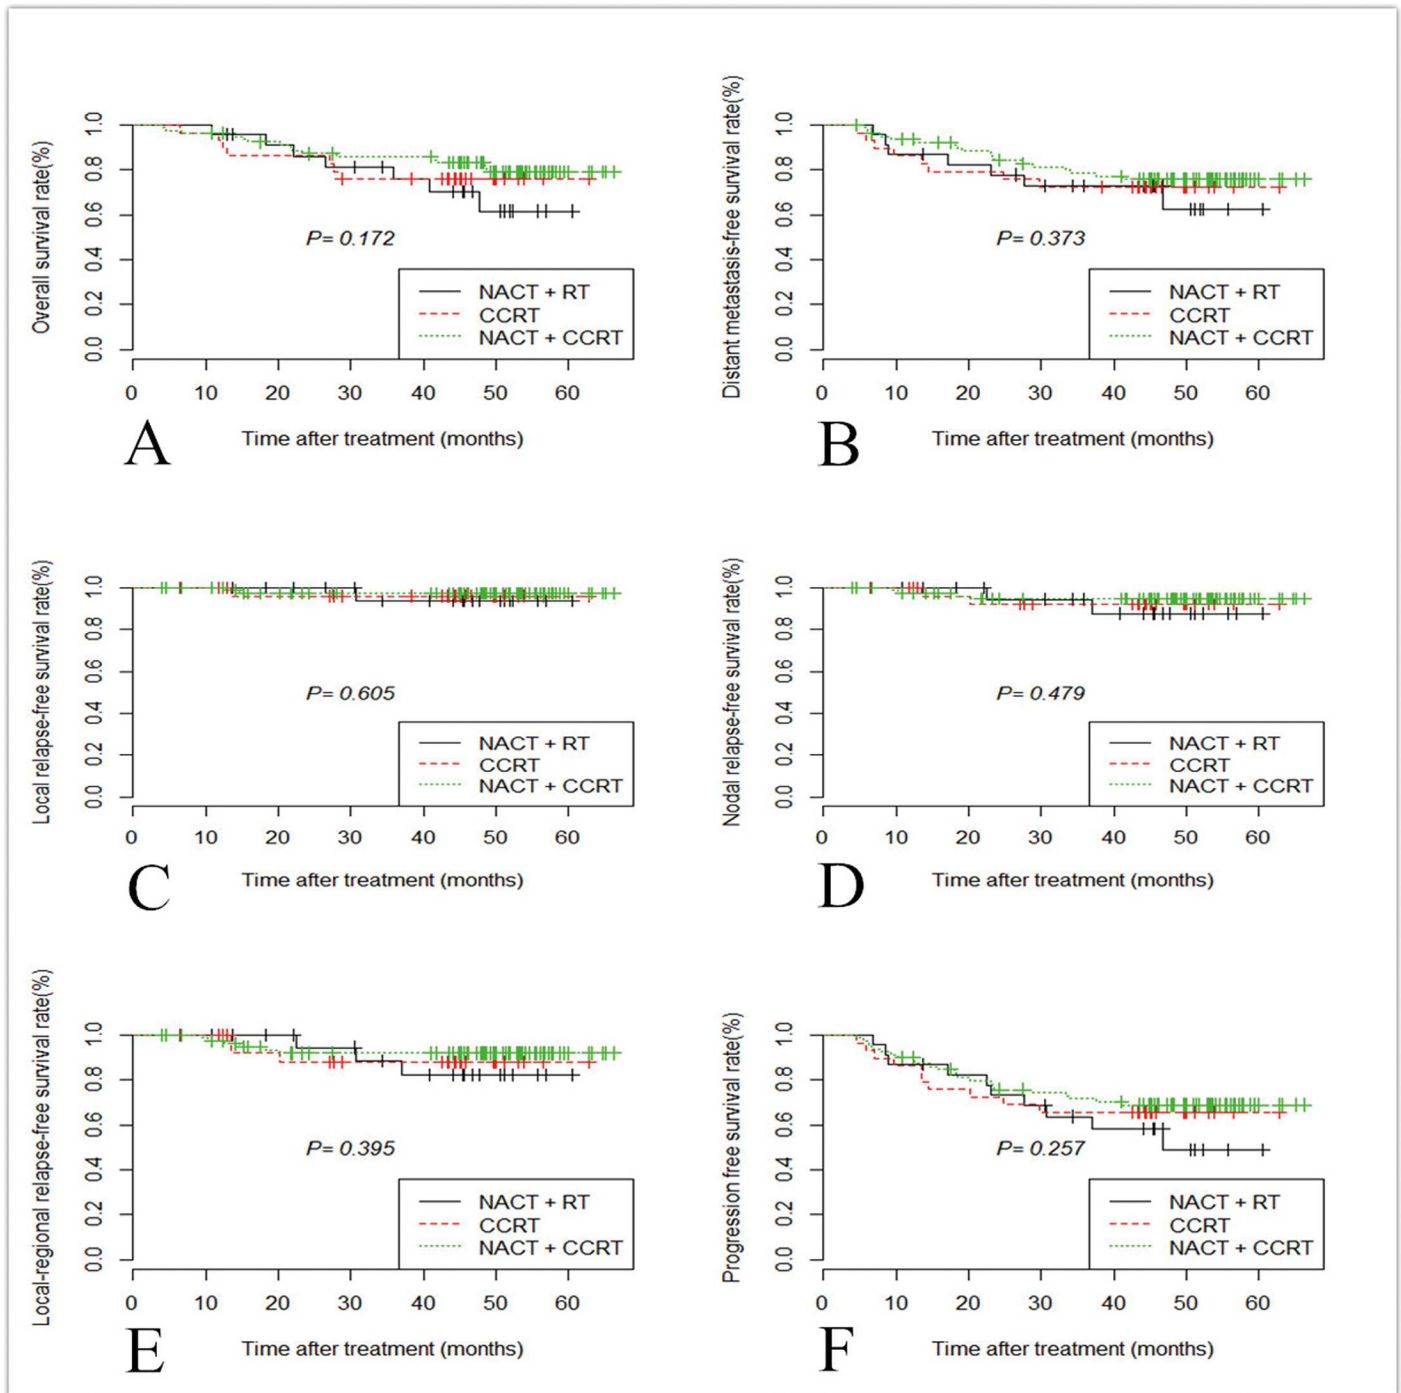 Overall survival rate(%)
1.0
0.8
0.6
0.4
0.2
0.0
P= 0.172
NACT + RT
CCRT
NACT + CCRT
0 10 20 30 40 50 60
A
Time after treatment (months)
Distant metastasis-free survival rate(%)
1.0
0.8
0.6
0.4
0.2
0.0
P= 0.373
NACT + RT
CCRT
NACT + CCRT
0 10 20 30 40 50 60
B
Time after treatment (months)
Local relapse-free survival rate(%)
1.0
0.8
0.6
0.4
0.2
0.0
P= 0.605
NACT + RT
CCRT
NACT + CCRT
0 10 20 30 40 50 60
C
Time after treatment (months)
Nodal relapse-free survival rate(%)
1.0
0.8
0.6
0.4
0.2
0.0
P= 0.479
NACT + RT
CCRT
NACT + CCRT
0 10 20 30 40 50 60
D
Time after treatment (months)
Local-regional relapse-free survival rate(%)
1.0
0.8
0.6
0.4
0.2
0.0
P= 0.395
NACT + RT
CCRT
NACT + CCRT
0 10 20 30 40 50 60
E
Time after treatment (months)
Progression free survival rate(%)
1.0
0.8
0.6
0.4
0.2
0.0
P= 0.257
NACT + RT
CCRT
NACT + CCRT
0 10 20 30 40 50 60
F
Time after treatment (months)